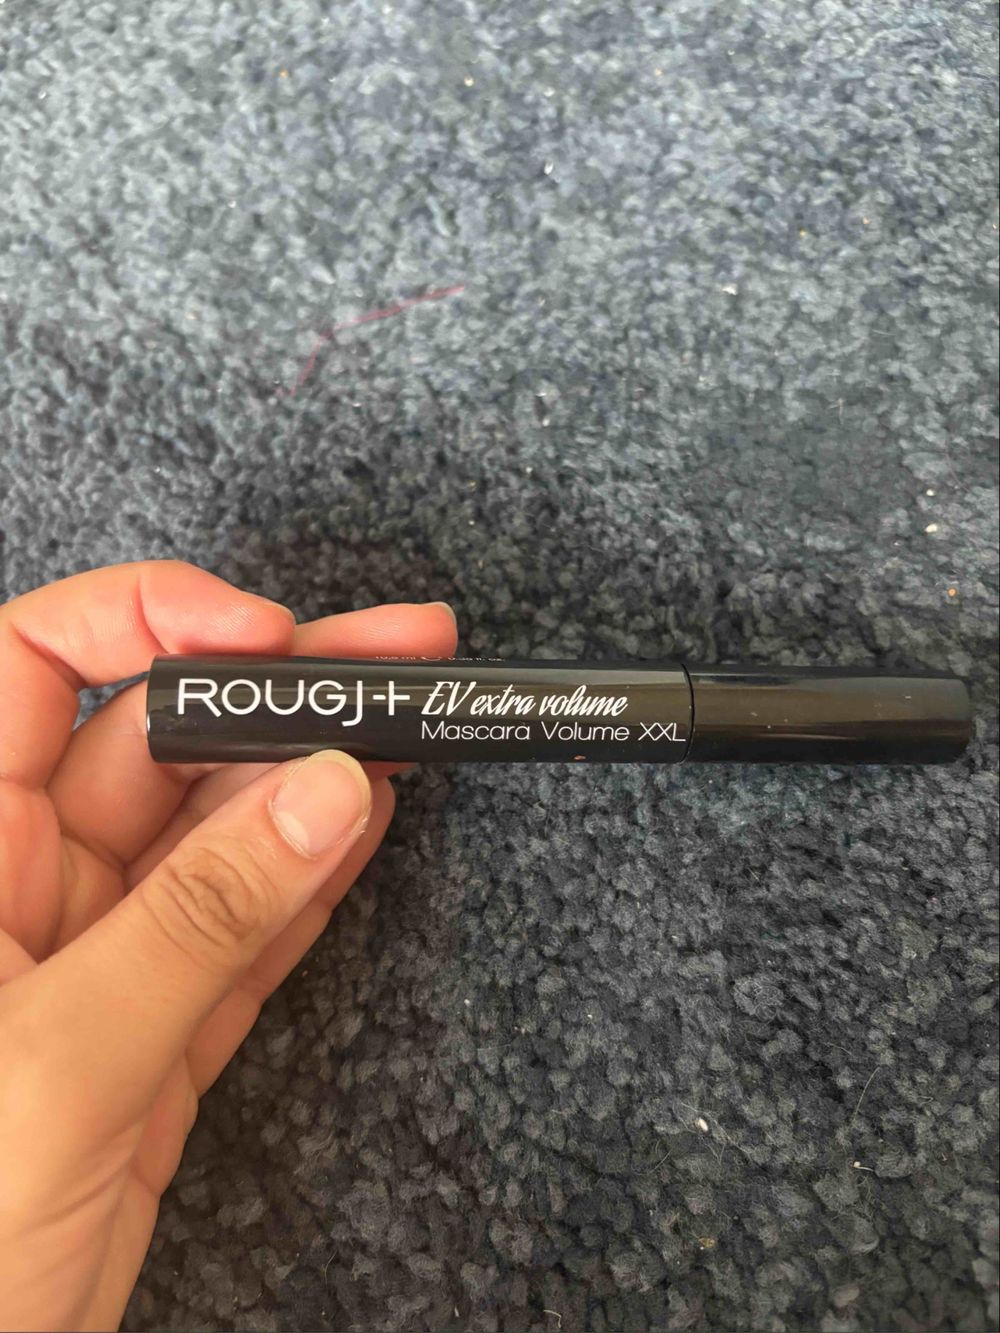 ROUGJ+ EV extra volume
Mascara Volume XXL